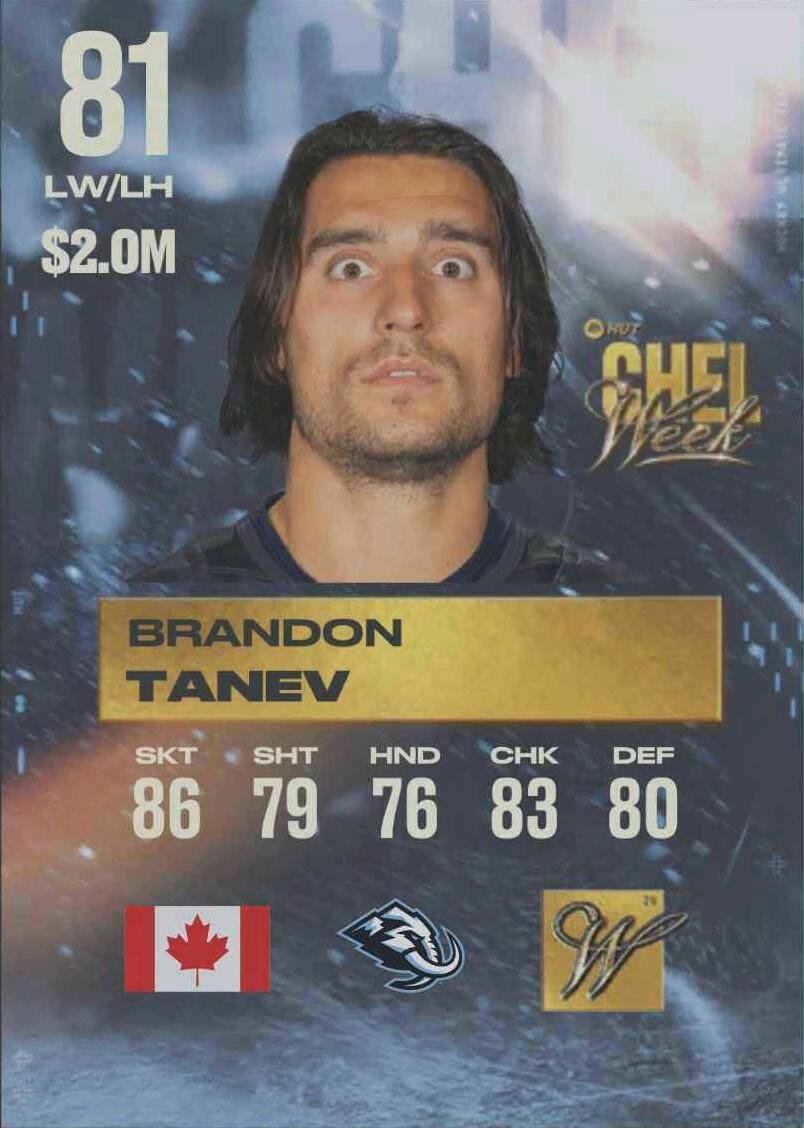 81
LW/LH
$2.0M
HUT
CHEL
Week
BRANDON
TANEV
SKT SHT HND CHK DEF
86 79 76 83 80
W